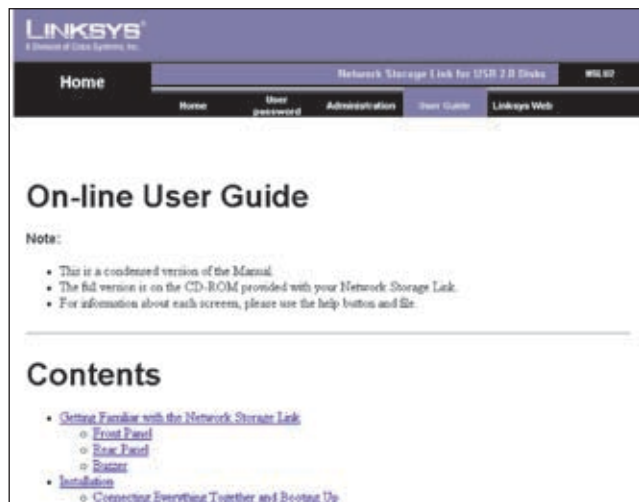 LINKSYS®
A Division of Cisco Systems, Inc.
Network Storage Link for USB 2.0 Disks NSLU2
Home
Home User password Administration User Guide Linksys Web
On-line User Guide
Note:
• This is a condensed version of the Manual.
• The full version is on the CD-ROM provided with your Network Storage Link.
• For information about each screen, please use the help button and file.
Contents
• Getting Familiar with the Network Storage Link
o Front Panel
o Rear Panel
o Buzzer
• Installation
o Connecting Everything Together and Booting Up